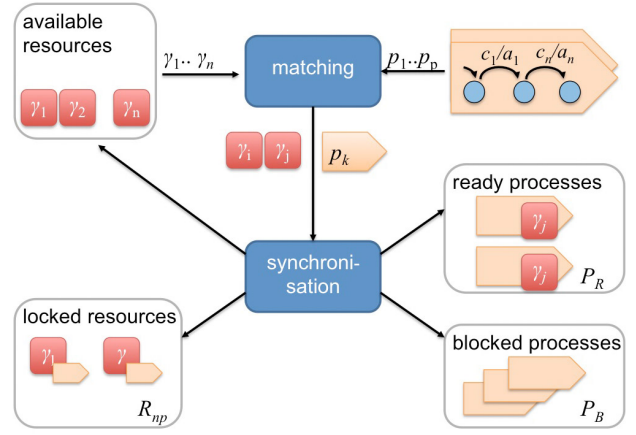 available
resources
γ1.. γn
matching
p1..pp
c1/a1
cn/an
γ1
γ2
γn
γi
γj
pk
ready processes
γj
γj
PR
synchroni-
sation
locked resources
γl
γ
Rnp
blocked processes
PB